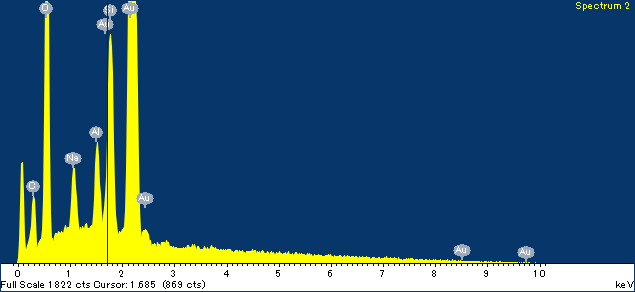 Spectrum 2
O Si Au
Au
Al
Na
C
Au
Au Au
0 1 2 3 4 5 6 7 8 9 10
Full Scale 1822 cts Cursor: 1.685 (869 cts) keV